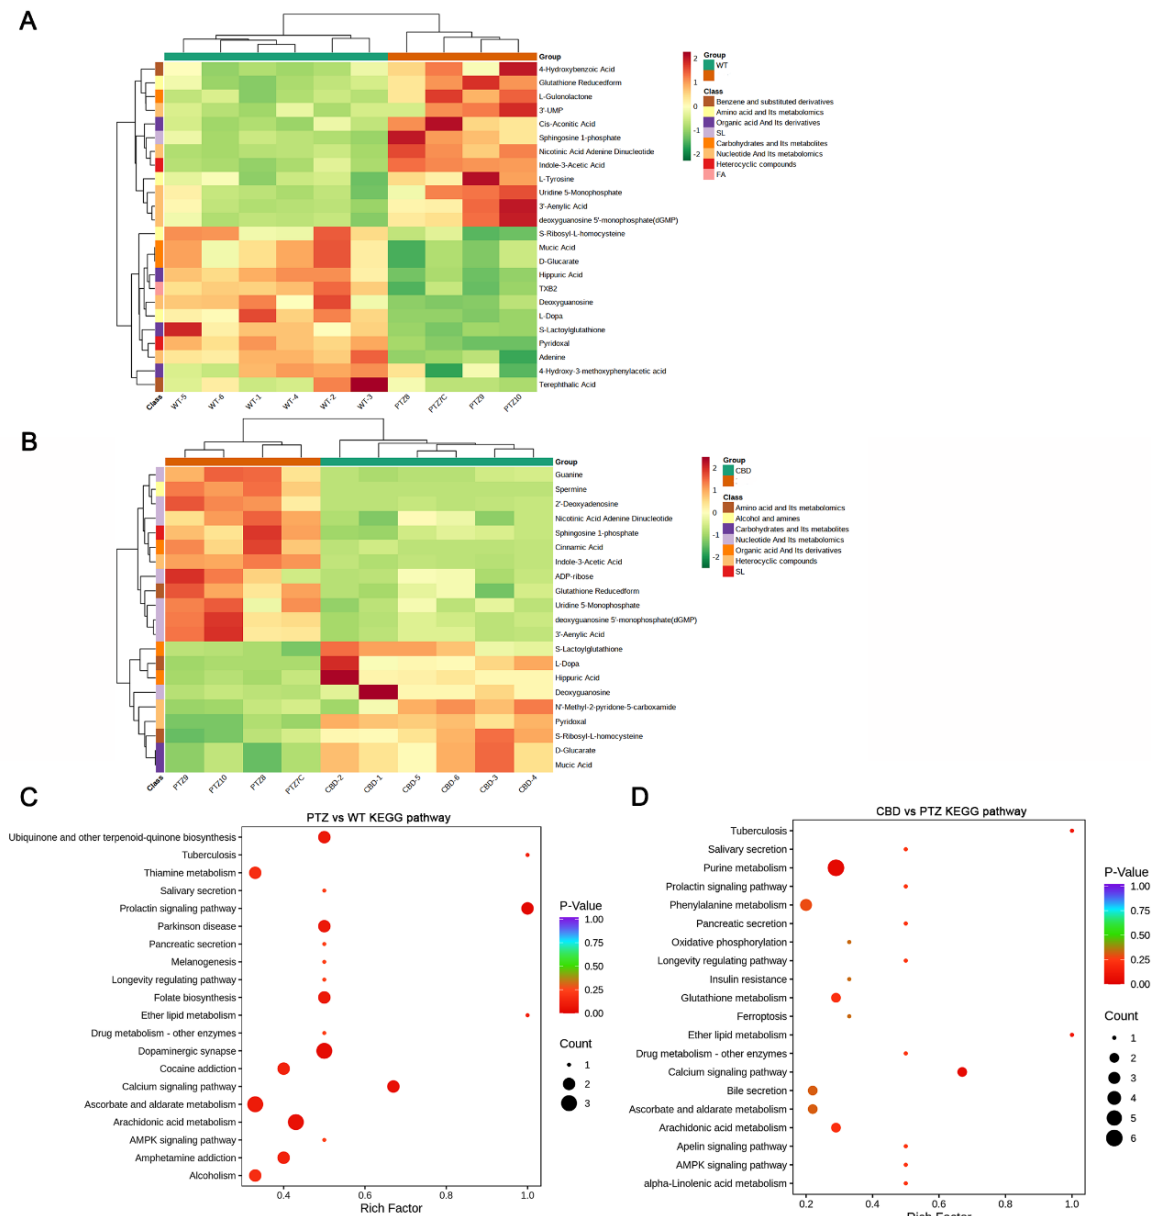 A
Group
4-Hydroxybenzoic Acid
Glutathione Reducedform
L-Gulonolactone
3'-UMP
Cis-Aconitic Acid
Sphingosine 1-phosphate
Nicotinic Acid Adenine Dinucleotide
Indole-3-Acetic Acid
L-Tyrosine
Uridine 5-Monophosphate
3'-Aenylic Acid
deoxyguanosine 5'-monophosphate(dGMP)
S-Ribosyl-L-homocysteine
Mucic Acid
D-Glucarate
Hippuric Acid
TXB2
Deoxyguanosine
L-Dopa
S-Lactoylglutathione
Pyridoxal
Adenine
4-Hydroxy-3-methoxyphenylacetic acid
Terephthalic Acid
Class
WT-5 WT-6 WT-1 WT-4 WT-2 WT-3 PTZ8 PTZ7C PTZ9 PTZ10
2
1
0
-1
-2
Group
WT
Class
Benzene and substituted derivatives
Amino acid and Its metabolomics
Organic acid And Its derivatives
SL
Carbohydrates and Its metabolites
Nucleotide And Its metabolomics
Heterocyclic compounds
FA
B
Group
Guanine
Spermine
2'-Deoxyadenosine
Nicotinic Acid Adenine Dinucleotide
Sphingosine 1-phosphate
Cinnamic Acid
Indole-3-Acetic Acid
ADP-ribose
Glutathione Reducedform
Uridine 5-Monophosphate
deoxyguanosine 5'-monophosphate(dGMP)
3'-Aenylic Acid
S-Lactoylglutathione
L-Dopa
Hippuric Acid
Deoxyguanosine
N'-Methyl-2-pyridone-5-carboxamide
Pyridoxal
S-Ribosyl-L-homocysteine
D-Glucarate
Mucic Acid
Class
PTZ9 PTZ10 PTZ8 PTZ7C CBD-2 CBD-1 CBD-5 CBD-6 CBD-3 CBD-4
2
1
0
-1
-2
Group
CBD
Class
Amino acid and Its metabolomics
Alcohol and amines
Carbohydrates and Its metabolites
Nucleotide And Its metabolomics
Organic acid And Its derivatives
Heterocyclic compounds
SL
C
PTZ vs WT KEGG pathway
Ubiquinone and other terpenoid-quinone biosynthesis
Tuberculosis
Thiamine metabolism
Salivary secretion
Prolactin signaling pathway
Parkinson disease
Pancreatic secretion
Melanogenesis
Longevity regulating pathway
Folate biosynthesis
Ether lipid metabolism
Drug metabolism - other enzymes
Dopaminergic synapse
Cocaine addiction
Calcium signaling pathway
Ascorbate and aldarate metabolism
Arachidonic acid metabolism
AMPK signaling pathway
Amphetamine addiction
Alcoholism
0.4 0.6 0.8 1.0
Rich Factor
P-Value
1.00
0.75
0.50
0.25
0.00
Count
1
2
3
D
CBD vs PTZ KEGG pathway
Tuberculosis
Salivary secretion
Purine metabolism
Prolactin signaling pathway
Phenylalanine metabolism
Pancreatic secretion
Oxidative phosphorylation
Longevity regulating pathway
Insulin resistance
Glutathione metabolism
Ferroptosis
Ether lipid metabolism
Drug metabolism - other enzymes
Calcium signaling pathway
Bile secretion
Ascorbate and aldarate metabolism
Arachidonic acid metabolism
Apelin signaling pathway
AMPK signaling pathway
alpha-Linolenic acid metabolism
0.2 0.4 0.6 0.8 1.0
Rich Factor
P-Value
1.00
0.75
0.50
0.25
0.00
Count
1
2
3
4
5
6